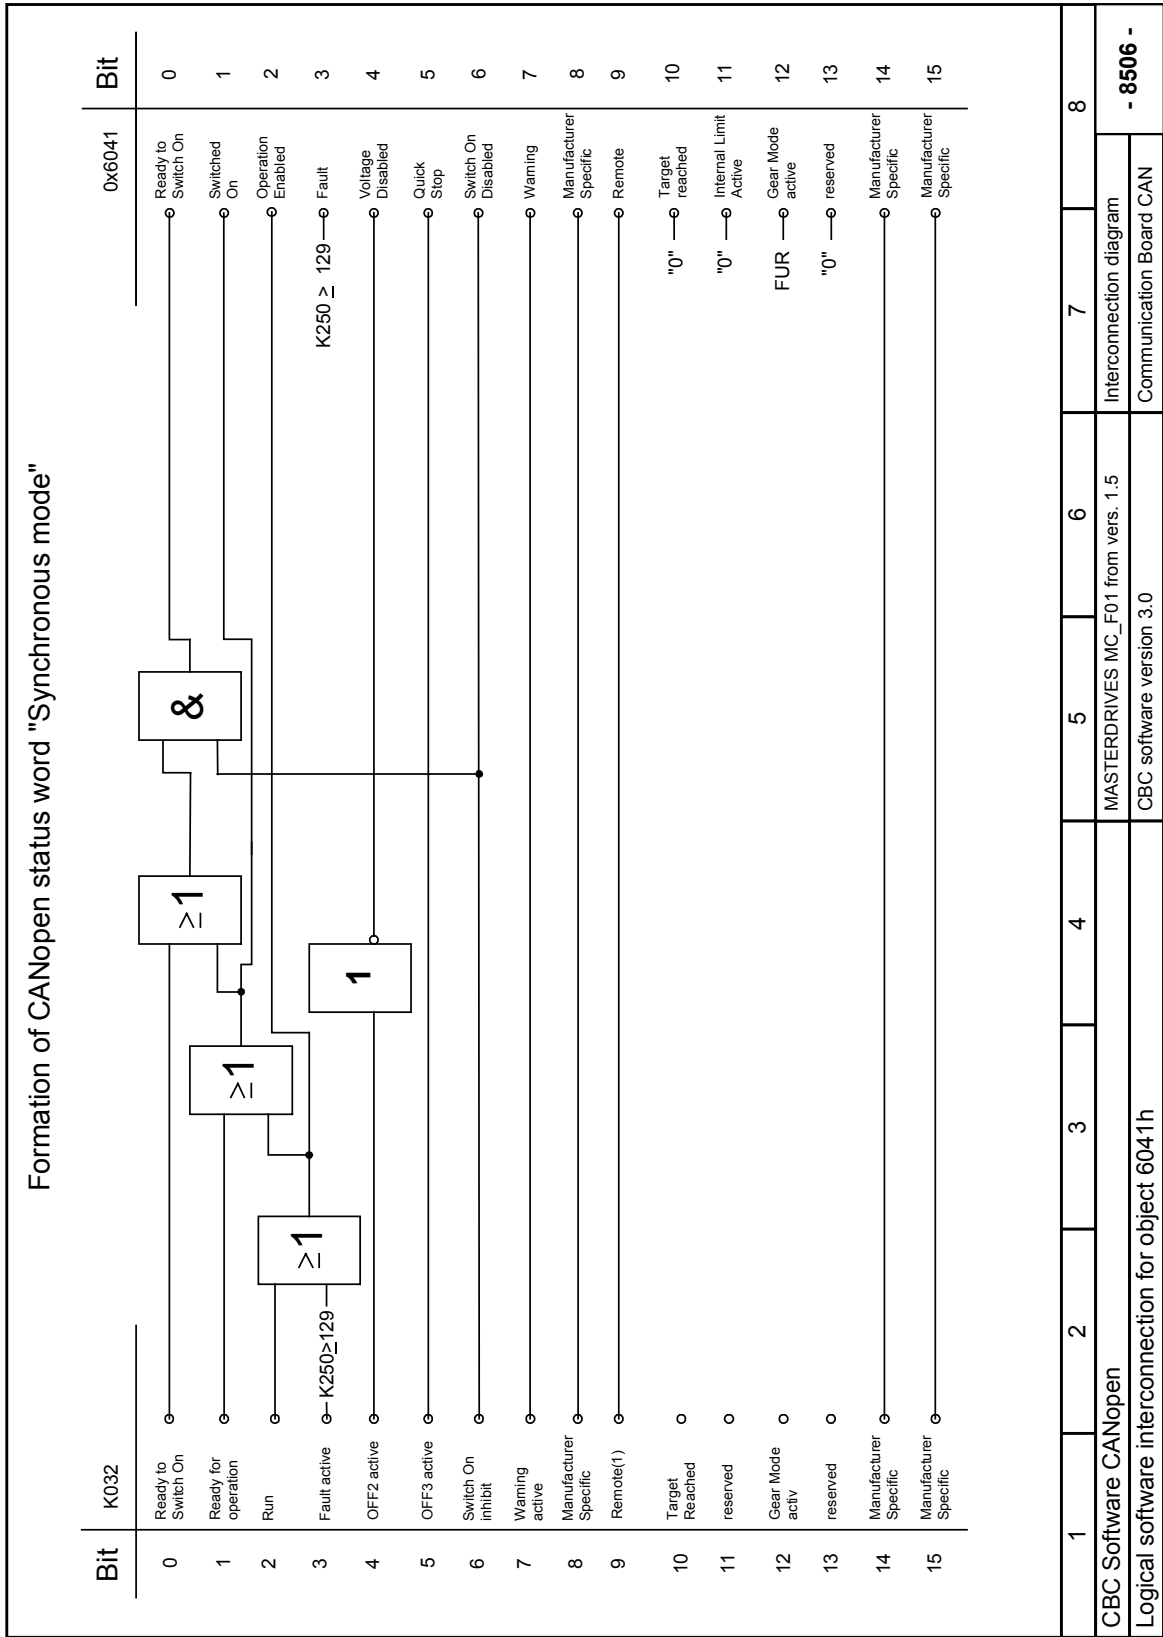 Formation of CANopen status word "Synchronous mode"
Bit
K032
0x6041
Bit
0
Ready to
Switch On
≥1
&
Ready to
Switch On
0
1
Ready for
operation
≥1
Switched
On
1
2
Run
≥1
Operation
Enabled
2
3
Fault active
K250≥129
K250 ≥ 129
Fault
3
4
OFF2 active
1
Voltage
Disabled
4
5
OFF3 active
Quick
Stop
5
6
Switch On
inhibit
Switch On
Disabled
6
7
Warning
active
Warning
7
8
Manufacturer
Specific
Manufacturer
Specific
8
9
Remote(1)
Remote
9
10
Target
Reached
"0"
Target
reached
10
11
reserved
"0"
Internal Limit
Active
11
12
Gear Mode
activ
FUR
Gear Mode
active
12
13
reserved
"0"
reserved
13
14
Manufacturer
Specific
Manufacturer
Specific
14
15
Manufacturer
Specific
Manufacturer
Specific
15
1 2 3 4 5 6 7 8
CBC Software CANopen
MASTERDRIVES MC_F01 from vers. 1.5
Interconnection diagram
- 8506 -
Logical software interconnection for object 6041h
CBC software version 3.0
Communication Board CAN